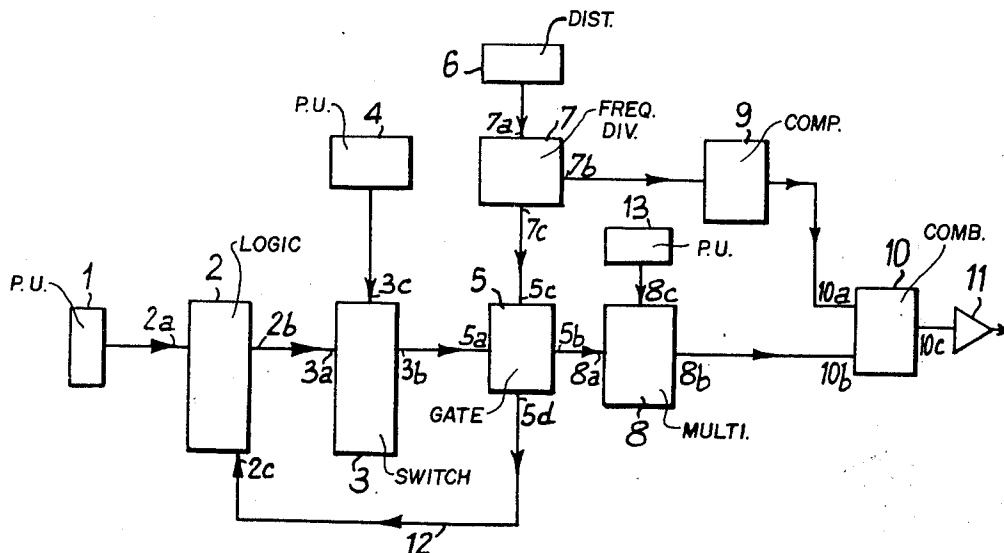 DIST.
6
P.U.
4
7a
7
FREQ.
DIV.
9
COMP.
7b
LOGIC
7c
13
P.U.
COMB.
10
11
P.U.
1
2
2a
2b
3c
5
5c
8c
10a
3a
3b
5a
5b
8a
8b
10b
10c
GATE
5d
8
MULTI.
2c
3
SWITCH
12